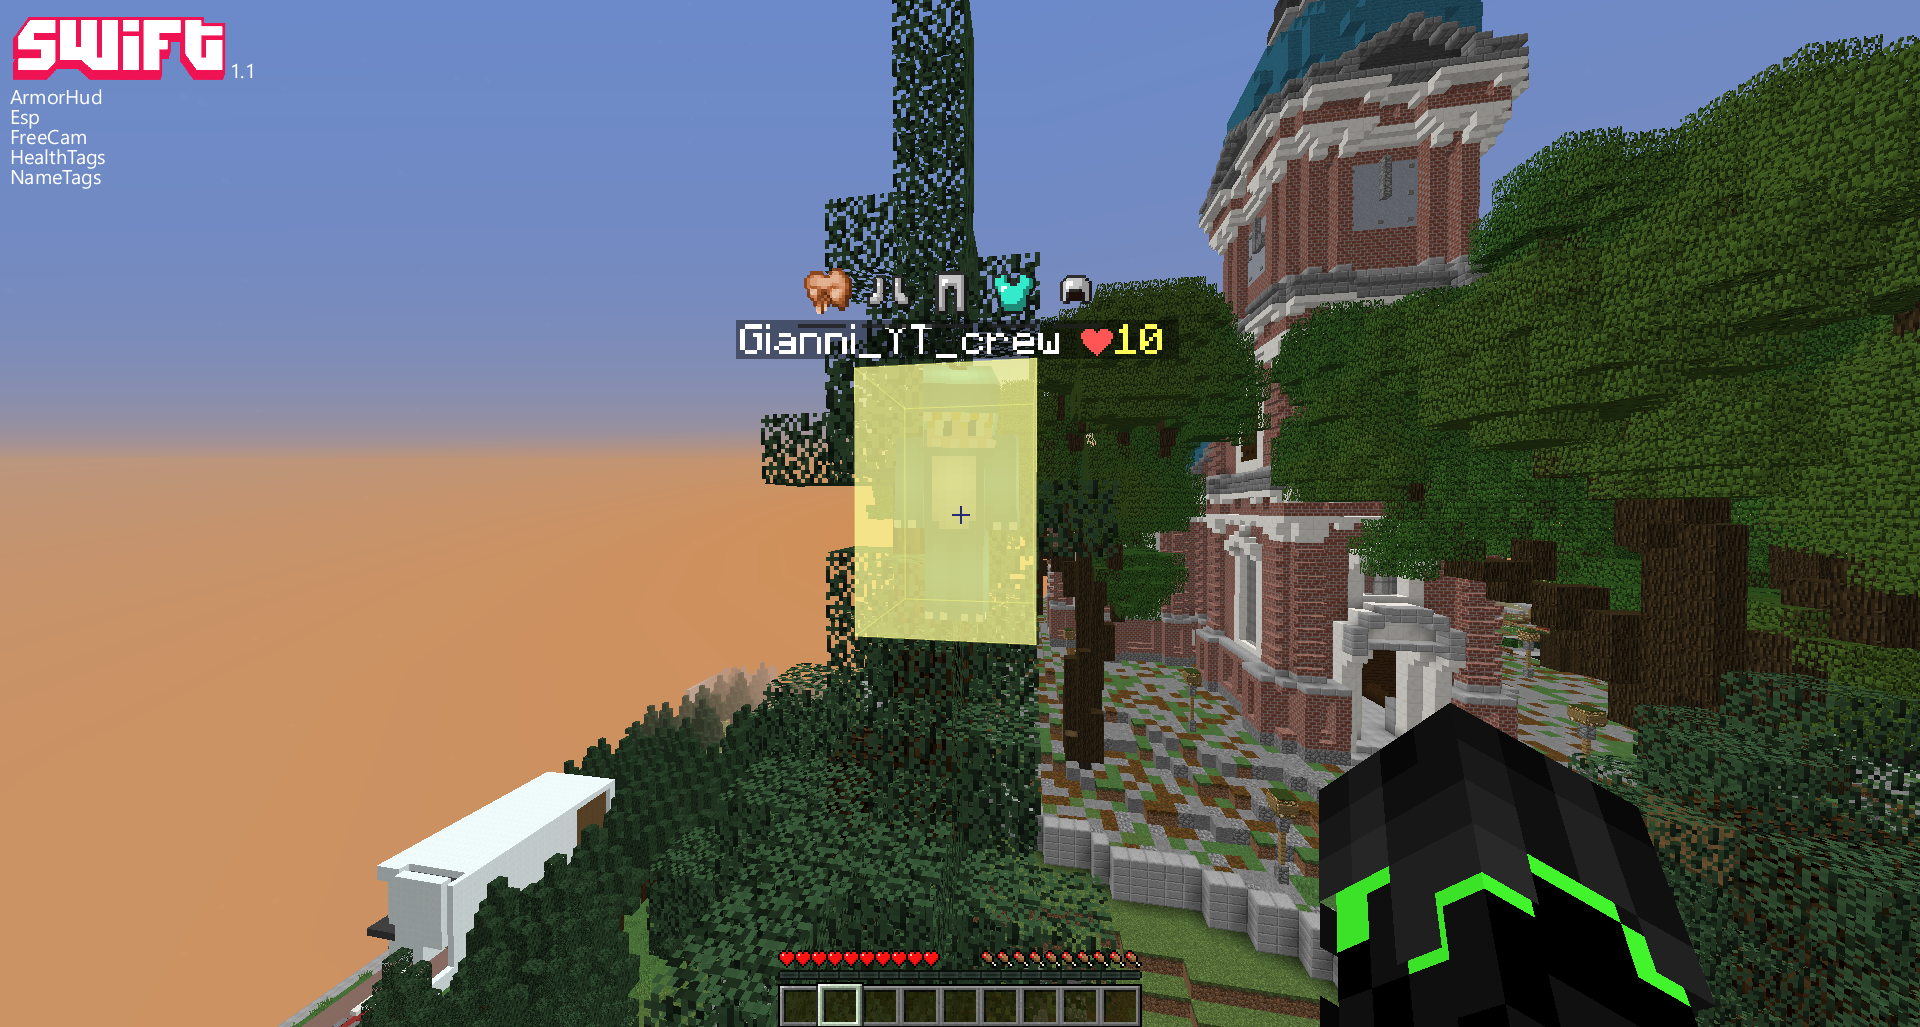 SWiFt 1.1
ArmorHud
Esp
FreeCam
HealthTags
NameTags
Gianni_YT_crew ♥10